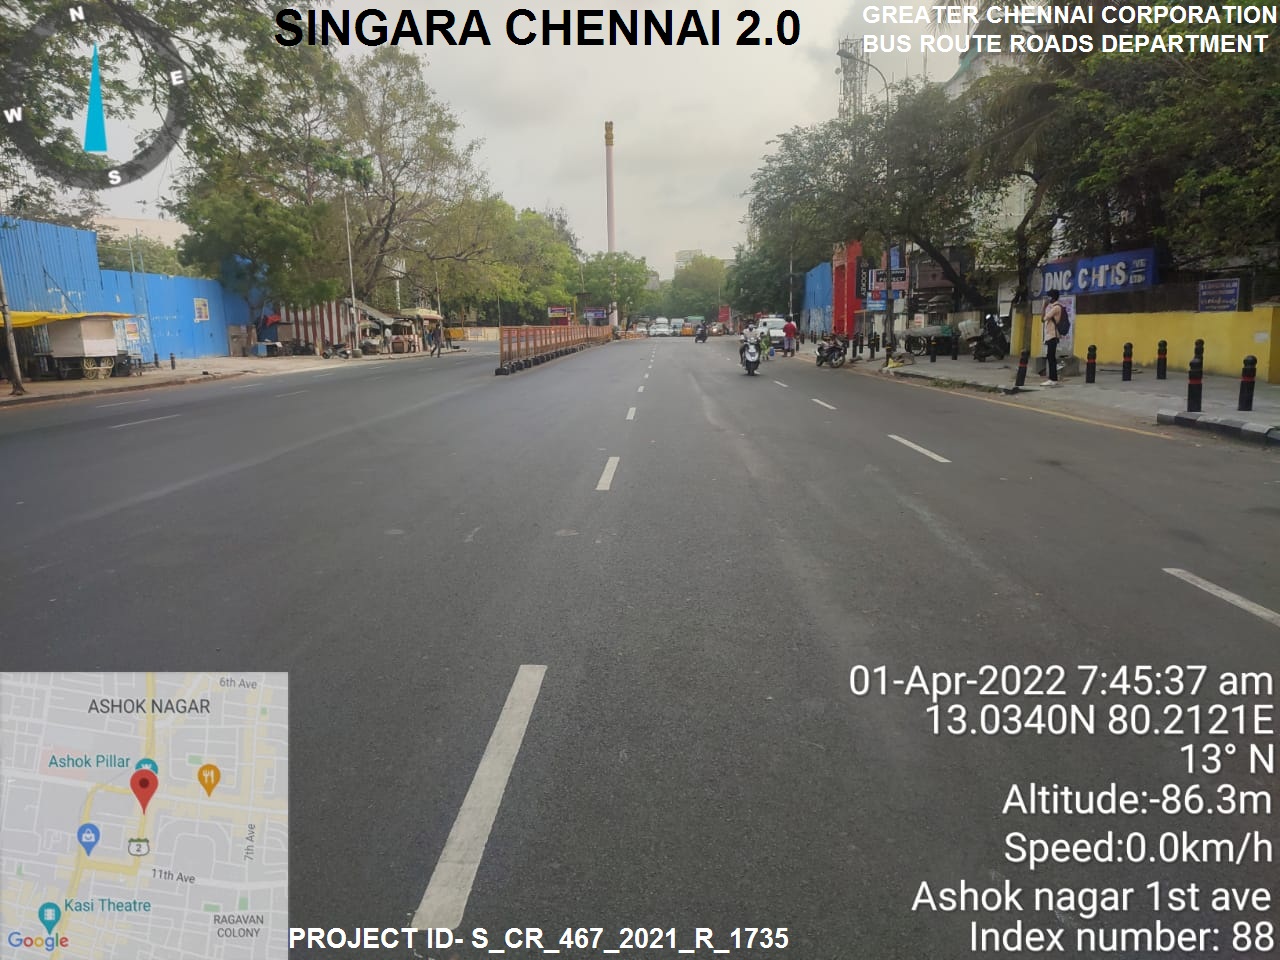 SINGARA CHENNAI 2.0
GREATER CHENNAI CORPORATION
BUS ROUTE ROADS DEPARTMENT
N
E
W
S
DNC CHITS
ASHOK NAGAR
6th Ave
Ashok Pillar
2
7th Ave
11th Ave
Kasi Theatre
RAGAVAN
COLONY
Google
01-Apr-2022 7:45:37 am
13.0340N 80.2121E
13° N
Altitude:-86.3m
Speed:0.0km/h
Ashok nagar 1st ave
Index number: 88
PROJECT ID- S_CR_467_2021_R_1735